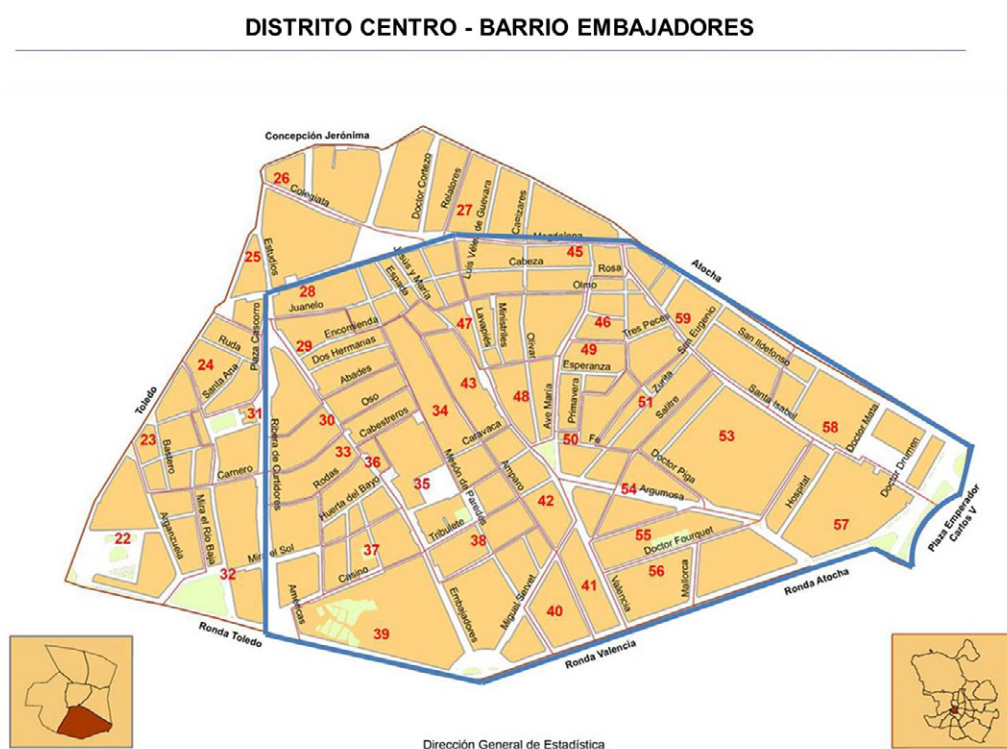 DISTRITO CENTRO - BARRIO EMBAJADORES
Concepción Jerónima
26
Colegiata
Doctor Cortezo
Relatores
27
Luis Vélez de Guevara
Cañizares
Magdalena
25
Estudios
Jesús y María
Espada
Cabeza
45
Rosa
Atocha
28
Juanelo
Olmo
Plaza Cascorro
Encomienda
47
Lavapiés
Ministriles
Olivar
46
Tres Peces
59
San Eugenio
29
Dos Hermanas
Ruda
24
Santa Ana
49
Esperanza
San Ildefonso
Abades
43
Zurita
Toledo
Oso
34
48
Ave María
Primavera
51
Salitre
Santa Isabel
31
30
Cabestreros
Caravaca
50
Fe
53
58
Doctor Mata
23
Bastero
Ribera de Curtidores
33
36
Doctor Piga
Doctor Drumen
Carnero
Rodas
35
Mesón de Paredes
Amparo
54
Argumosa
Hospital
Huerta del Bayo
42
Mira el Río Baja
Arganzuela
22
Tribulete
38
55
Doctor Fourquet
57
Plaza Emperador
Carlos V
Mira el Sol
37
Casino
56
32
Américas
Embajadores
Miguel Servet
41
Valencia
Mallorca
Ronda Atocha
40
39
Ronda Toledo
Ronda Valencia
Dirección General de Estadística